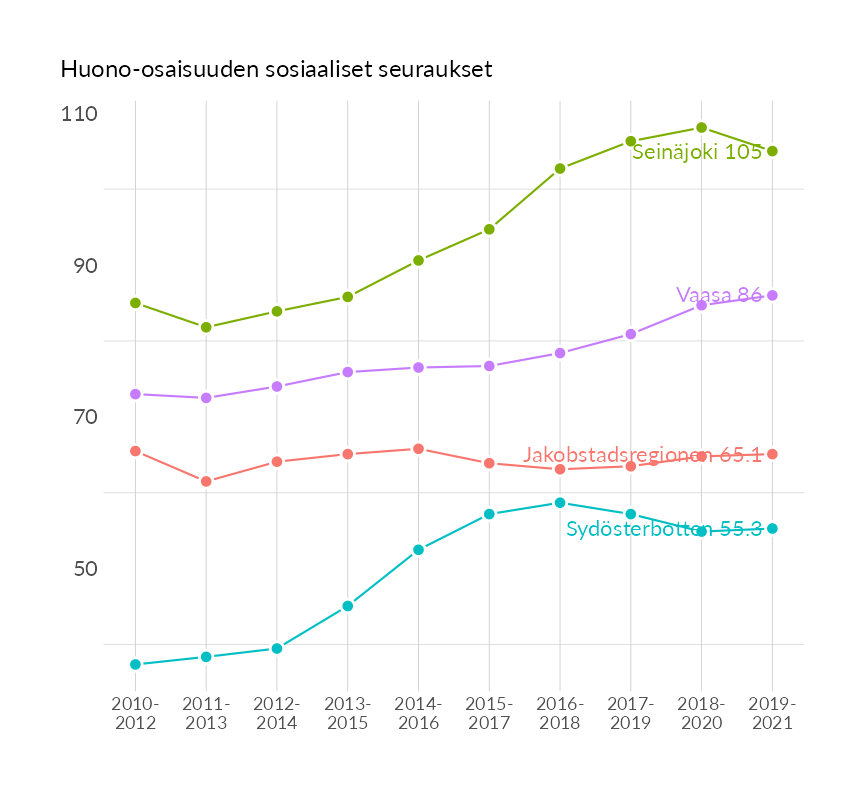 Huono-osaisuuden sosiaaliset seuraukset
110
Seinäjoki 105
90
Vaasa 86
70
Jakobstadsregionen 65.1
Sydösterbotten 55.3
50
2010- 2011- 2012- 2013- 2014- 2015- 2016- 2017- 2018- 2019-
2012 2013 2014 2015 2016 2017 2018 2019 2020 2021